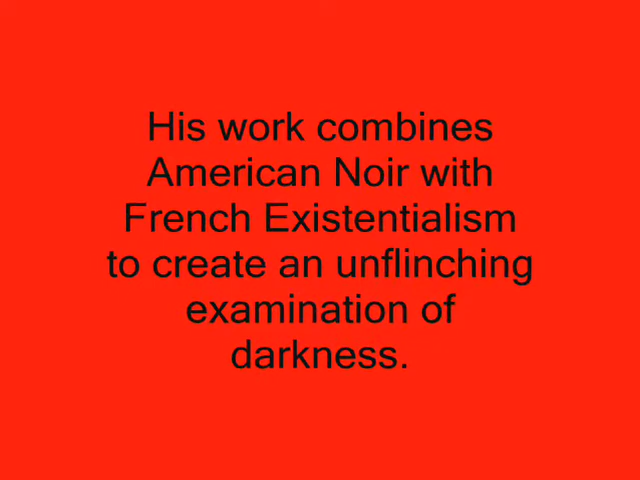 His work combines
American Noir with
French Existentialism
to create an unflinching
examination of
darkness.